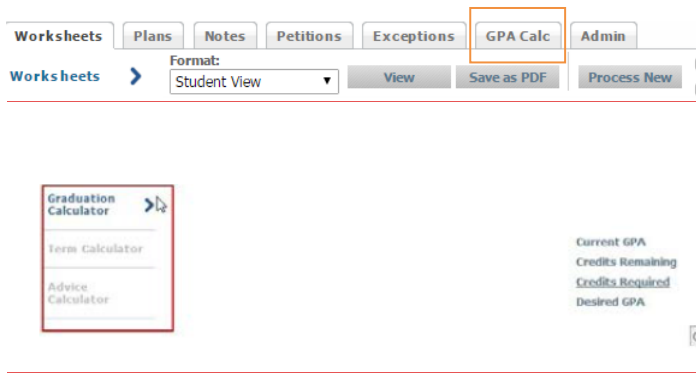 Worksheets Plans Notes Petitions Exceptions GPA Calc Admin
Format:
Worksheets Student View View Save as PDF Process New
Graduation
Calculator
Term Calculator
Advice
Calculator
Current GPA
Credits Remaining
Credits Required
Desired GPA